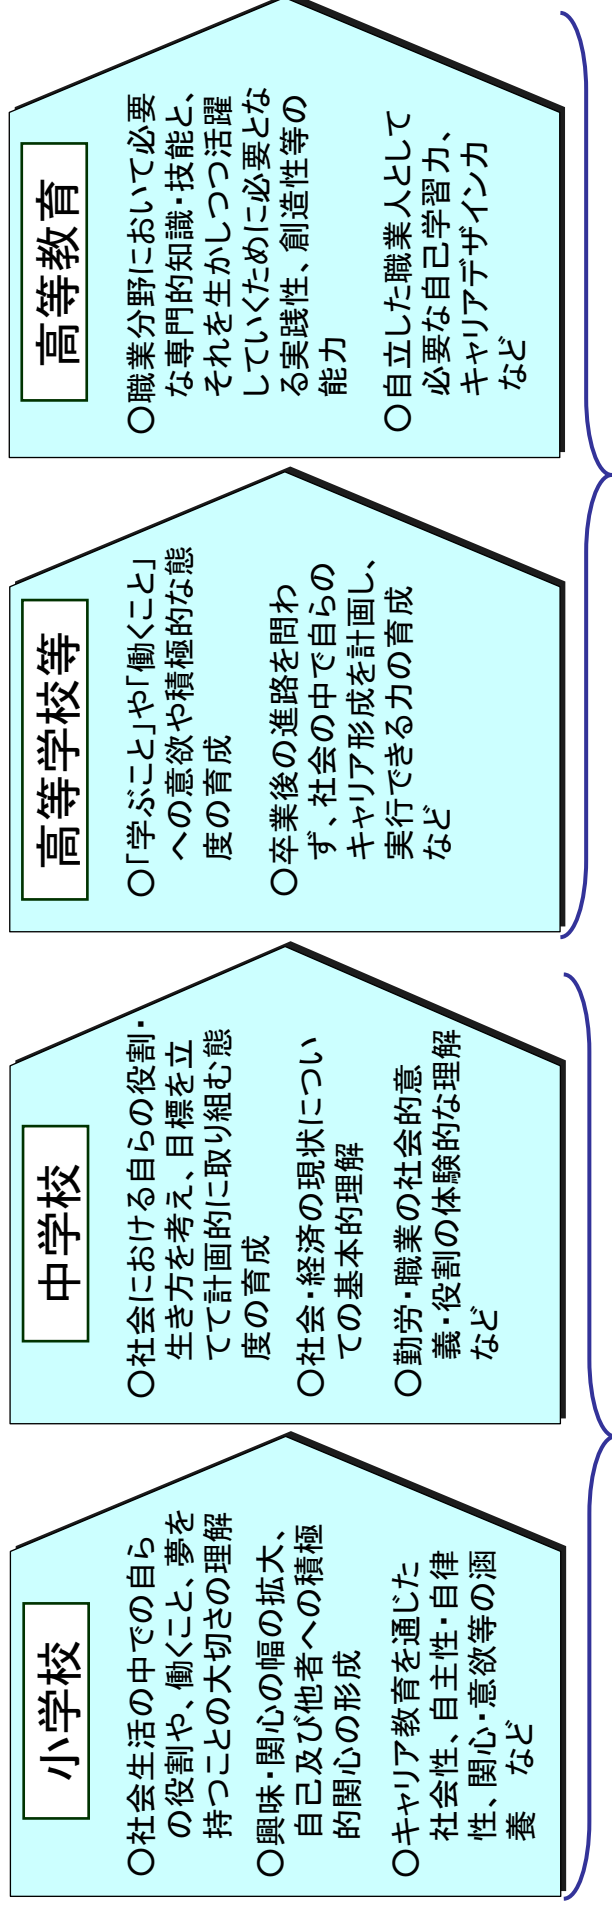 小学校
○社会生活の中での自ら
の役割や、働くこと、夢を
持つことの大切さの理解
○興味・関心の幅の拡大、
自己及び他者への積極
的関心の形成
○キャリア教育を通じた
社会性、自主性・自律
性、関心・意欲等の涵
養　など
中学校
○社会における自らの役割・
生き方を考え、目標を立
てて計画的に取り組む態
度の育成
○社会・経済の現状につい
ての基本的理解
○勤労・職業の社会的意
義・役割の体験的な理解
など
高等学校等
○「学ぶこと」や「働くこと」
への意欲や積極的な態
度の育成
○卒業後の進路を問わ
ず、社会の中で自らの
キャリア形成を計画し、
実行できる力の育成
など
高等教育
○職業分野において必要
な専門的知識・技能と、
それを生かしつつ活躍
していくために必要とな
る実践性、創造性等の
能力
○自立した職業人として
必要な自己学習力、
キャリアデザイン力
など